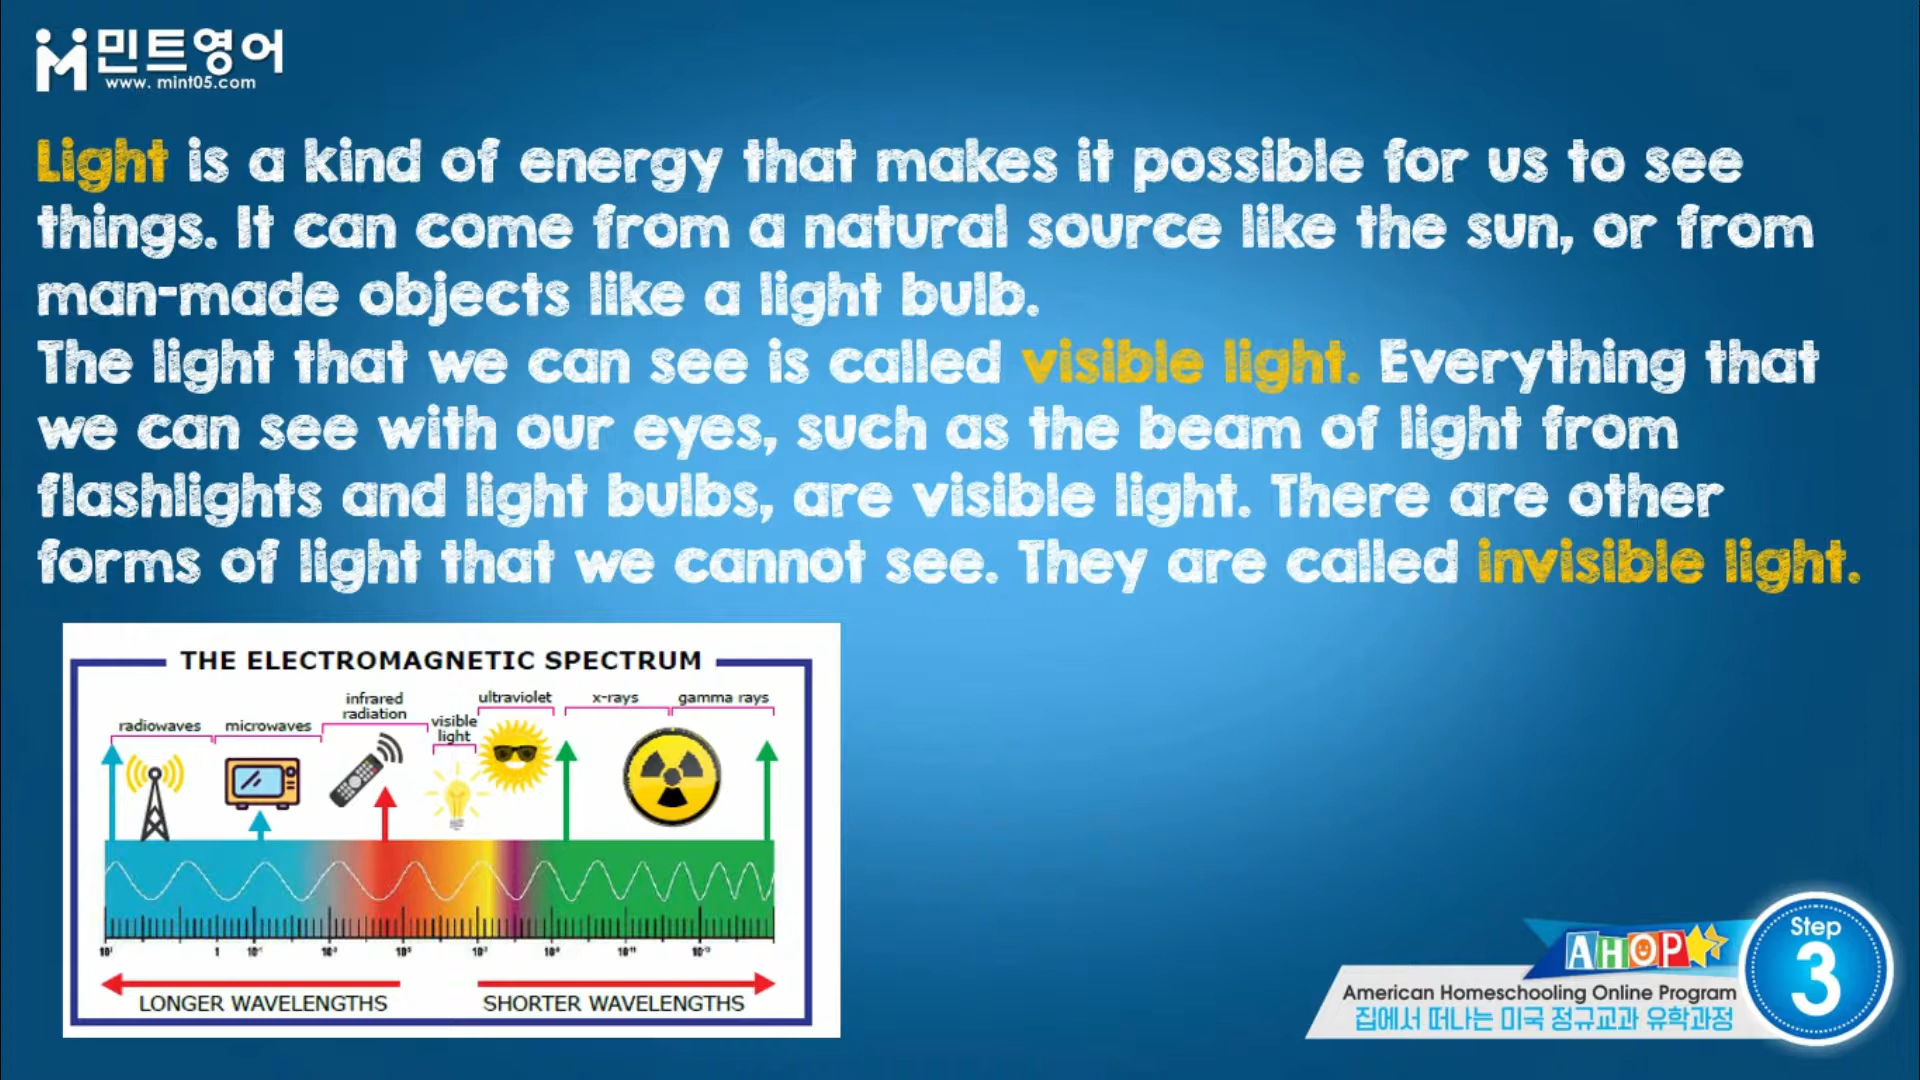 민트영어
www. mint05.com
Light is a kind of energy that makes it possible for us to see
things. It can come from a natural source like the sun, or from
man-made objects like a light bulb.
The light that we can see is called visible light. Everything that
we can see with our eyes, such as the beam of light from
flashlights and light bulbs, are visible light. There are other
forms of light that we cannot see. They are called invisible light.
THE ELECTROMAGNETIC SPECTRUM
radiowaves
microwaves
infrared
radiation
visible
light
ultraviolet
x-rays
gamma rays
1
LONGER WAVELENGTHS
SHORTER WAVELENGTHS
AHOP
Step
3
American Homeschooling Online Program
집에서 떠나는 미국 정규교과 유학과정